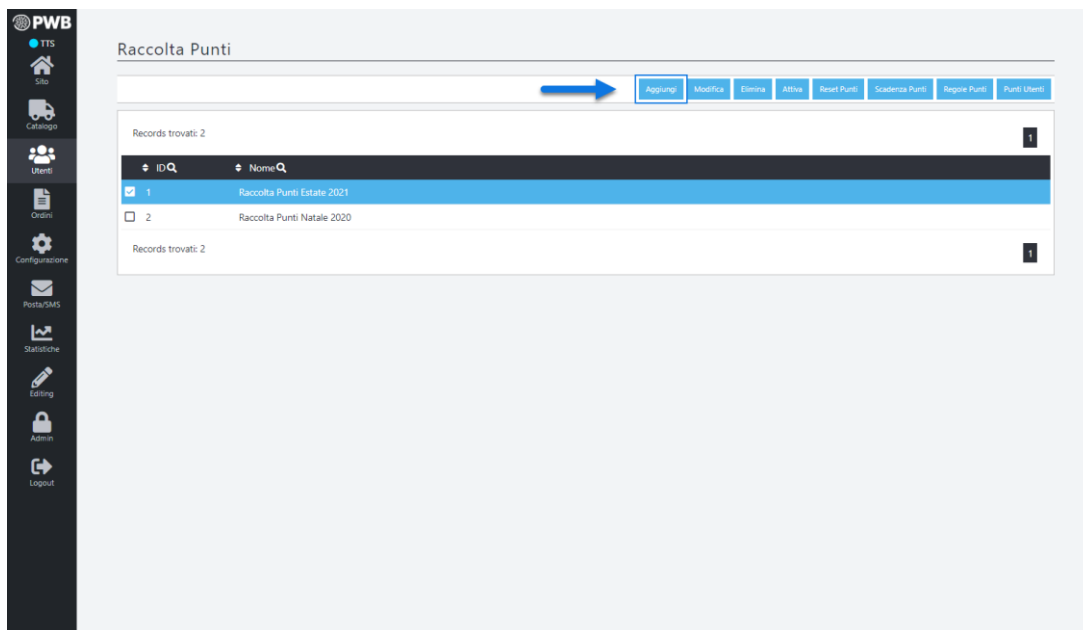 PWB
TTS
Sito
Catalogo
Utenti
Ordini
Configurazione
Posta/SMS
Statistiche
Editing
Admin
Logout
Raccolta Punti
Aggiungi Modifica Elimina Attiva Reset Punti Scadenza Punti Regole Punti Punti Utenti
Records trovati: 2 1
ID Nome
1 Raccolta Punti Estate 2021
2 Raccolta Punti Natale 2020
Records trovati: 2 1